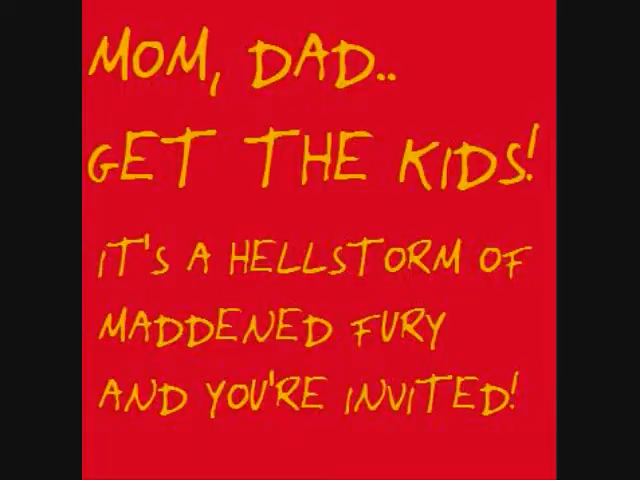 MOM, DAD..
GET THE KIDS!
IT'S A HELLSTORM OF
MADDENED FURY
AND YOU'RE INVITED!